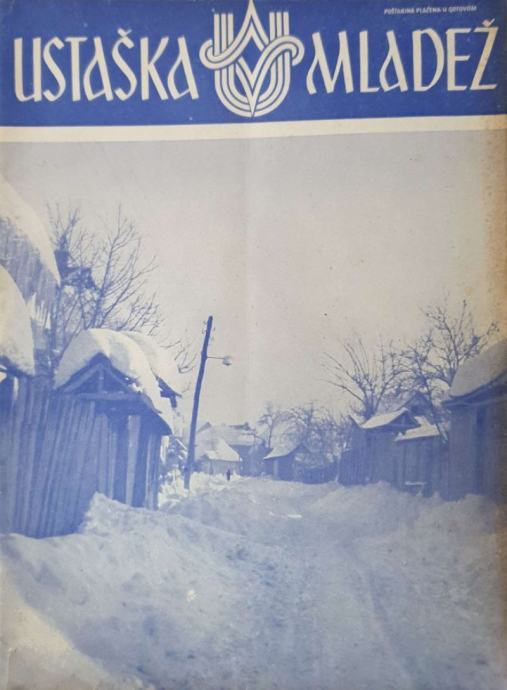 POŠTARINA PLAĆENA U GOTOVOM
USTAŠKA MLADEŽ